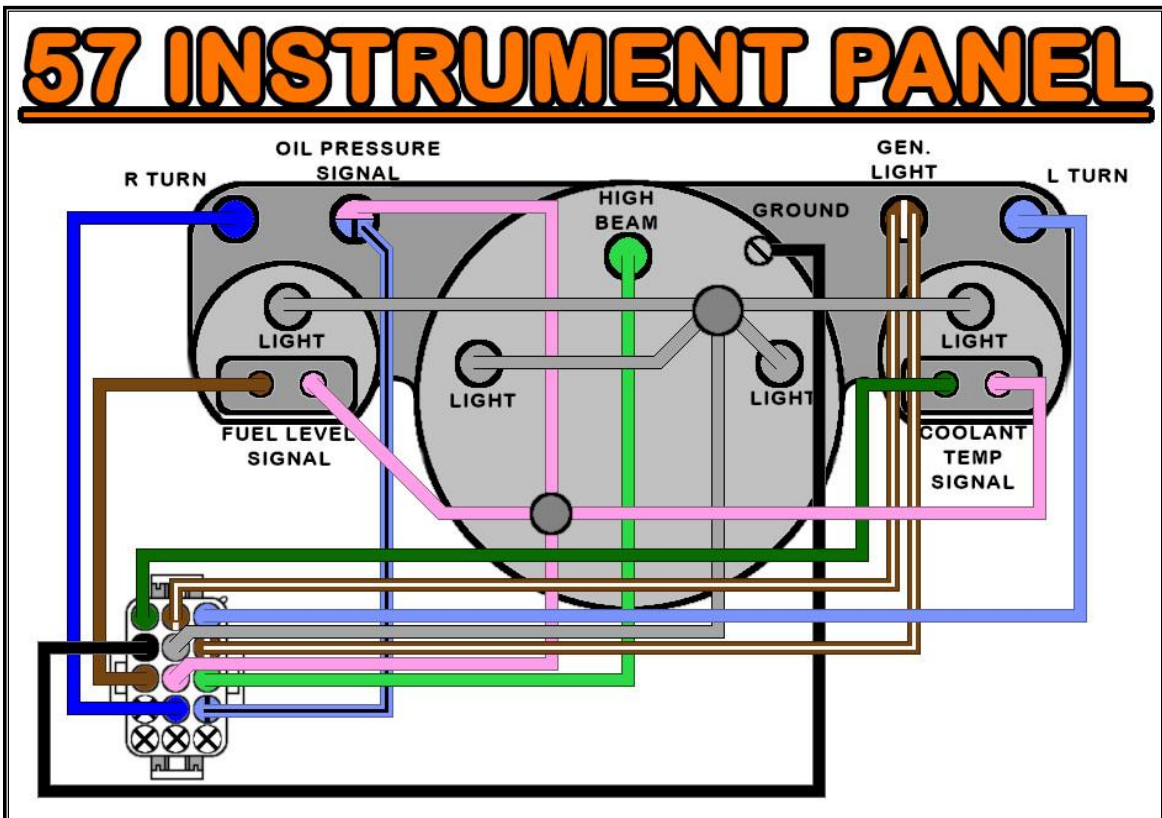 57 INSTRUMENT PANEL
R TURN
OIL PRESSURE
SIGNAL
HIGH
BEAM
GROUND
GEN.
LIGHT
L TURN
LIGHT
LIGHT
LIGHT
LIGHT
FUEL LEVEL
SIGNAL
COOLANT
TEMP
SIGNAL